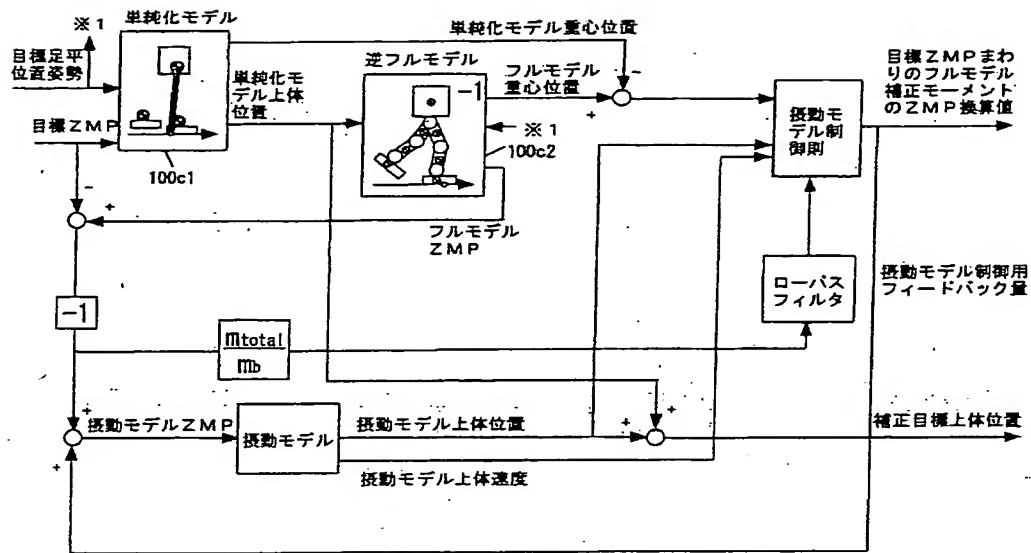 ※1
単純化モデル
目標足平
位置姿勢
目標ZMP
100c1
単純化モデル重心位置
単純化モ
デル上体
位置
逆フルモデル
-1
100c2
フルモデル
重心位置
※1
フルモデル
ZMP
摂動モ
デル制
御則
目標ZMPまわ
りのフルモデル
補正モーメント
のZMP換算値
ローパス
フィルタ
摂動モデル制御用
フィードバック量
-1
mtotal
mb
摂動モデルZMP
摂動モデル
摂動モデル上体位置
摂動モデル上体速度
補正目標上体位置
-
+
-
+
+
+
+
+